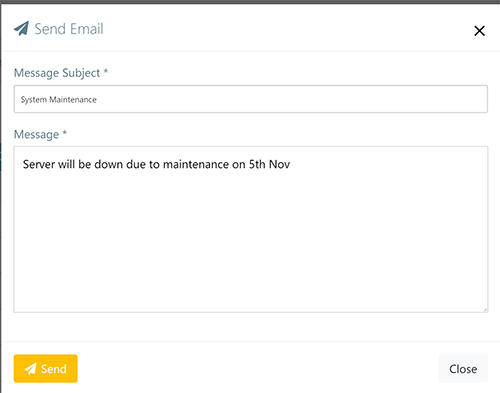 Send Email
Message Subject *
System Maintenance
Message *
Server will be down due to maintenance on 5th Nov
Send
Close